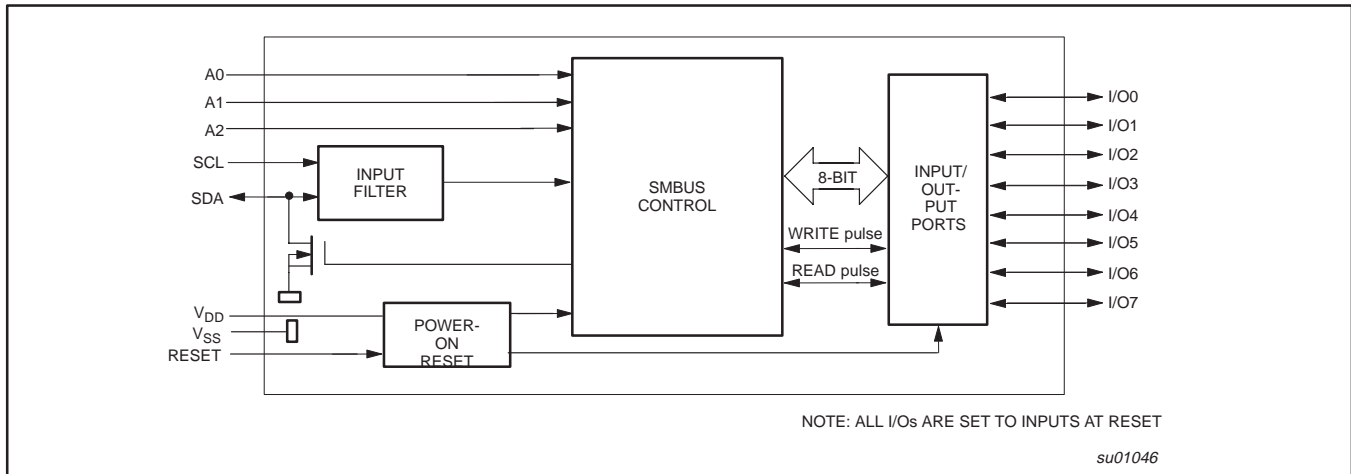 A0
A1
A2
SCL
SDA
VDD
VSS
RESET
INPUT
FILTER
POWER-
ON
RESET
SMBUS
CONTROL
8-BIT
WRITE pulse
READ pulse
INPUT/
OUT-
PUT
PORTS
I/O0
I/O1
I/O2
I/O3
I/O4
I/O5
I/O6
I/O7
NOTE: ALL I/Os ARE SET TO INPUTS AT RESET
su01046